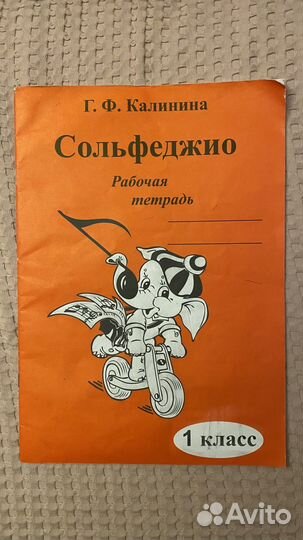 Г. Ф. Калинина
Сольфеджио
Рабочая
тетрадь
1 класс
Avito